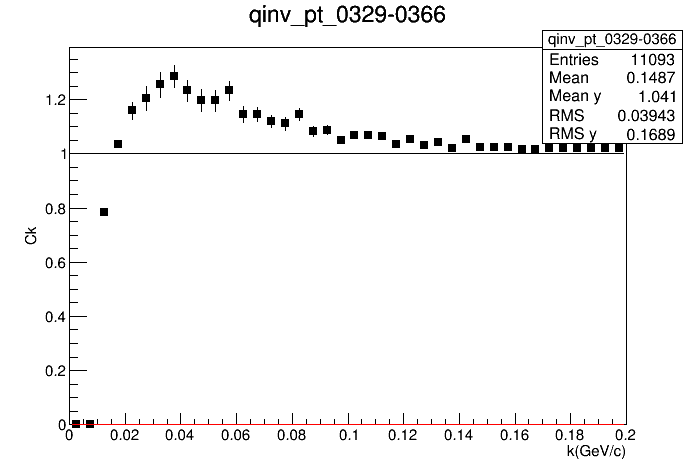 qinv_pt_0329-0366
qinv_pt_0329-0366
Entries 11093
Mean 0.1487
Mean y 1.041
RMS 0.03943
RMS y 0.1689
Ck
1.2
1
0.8
0.6
0.4
0.2
0
0 0.02 0.04 0.06 0.08 0.1 0.12 0.14 0.16 0.18 0.2
k(GeV/c)